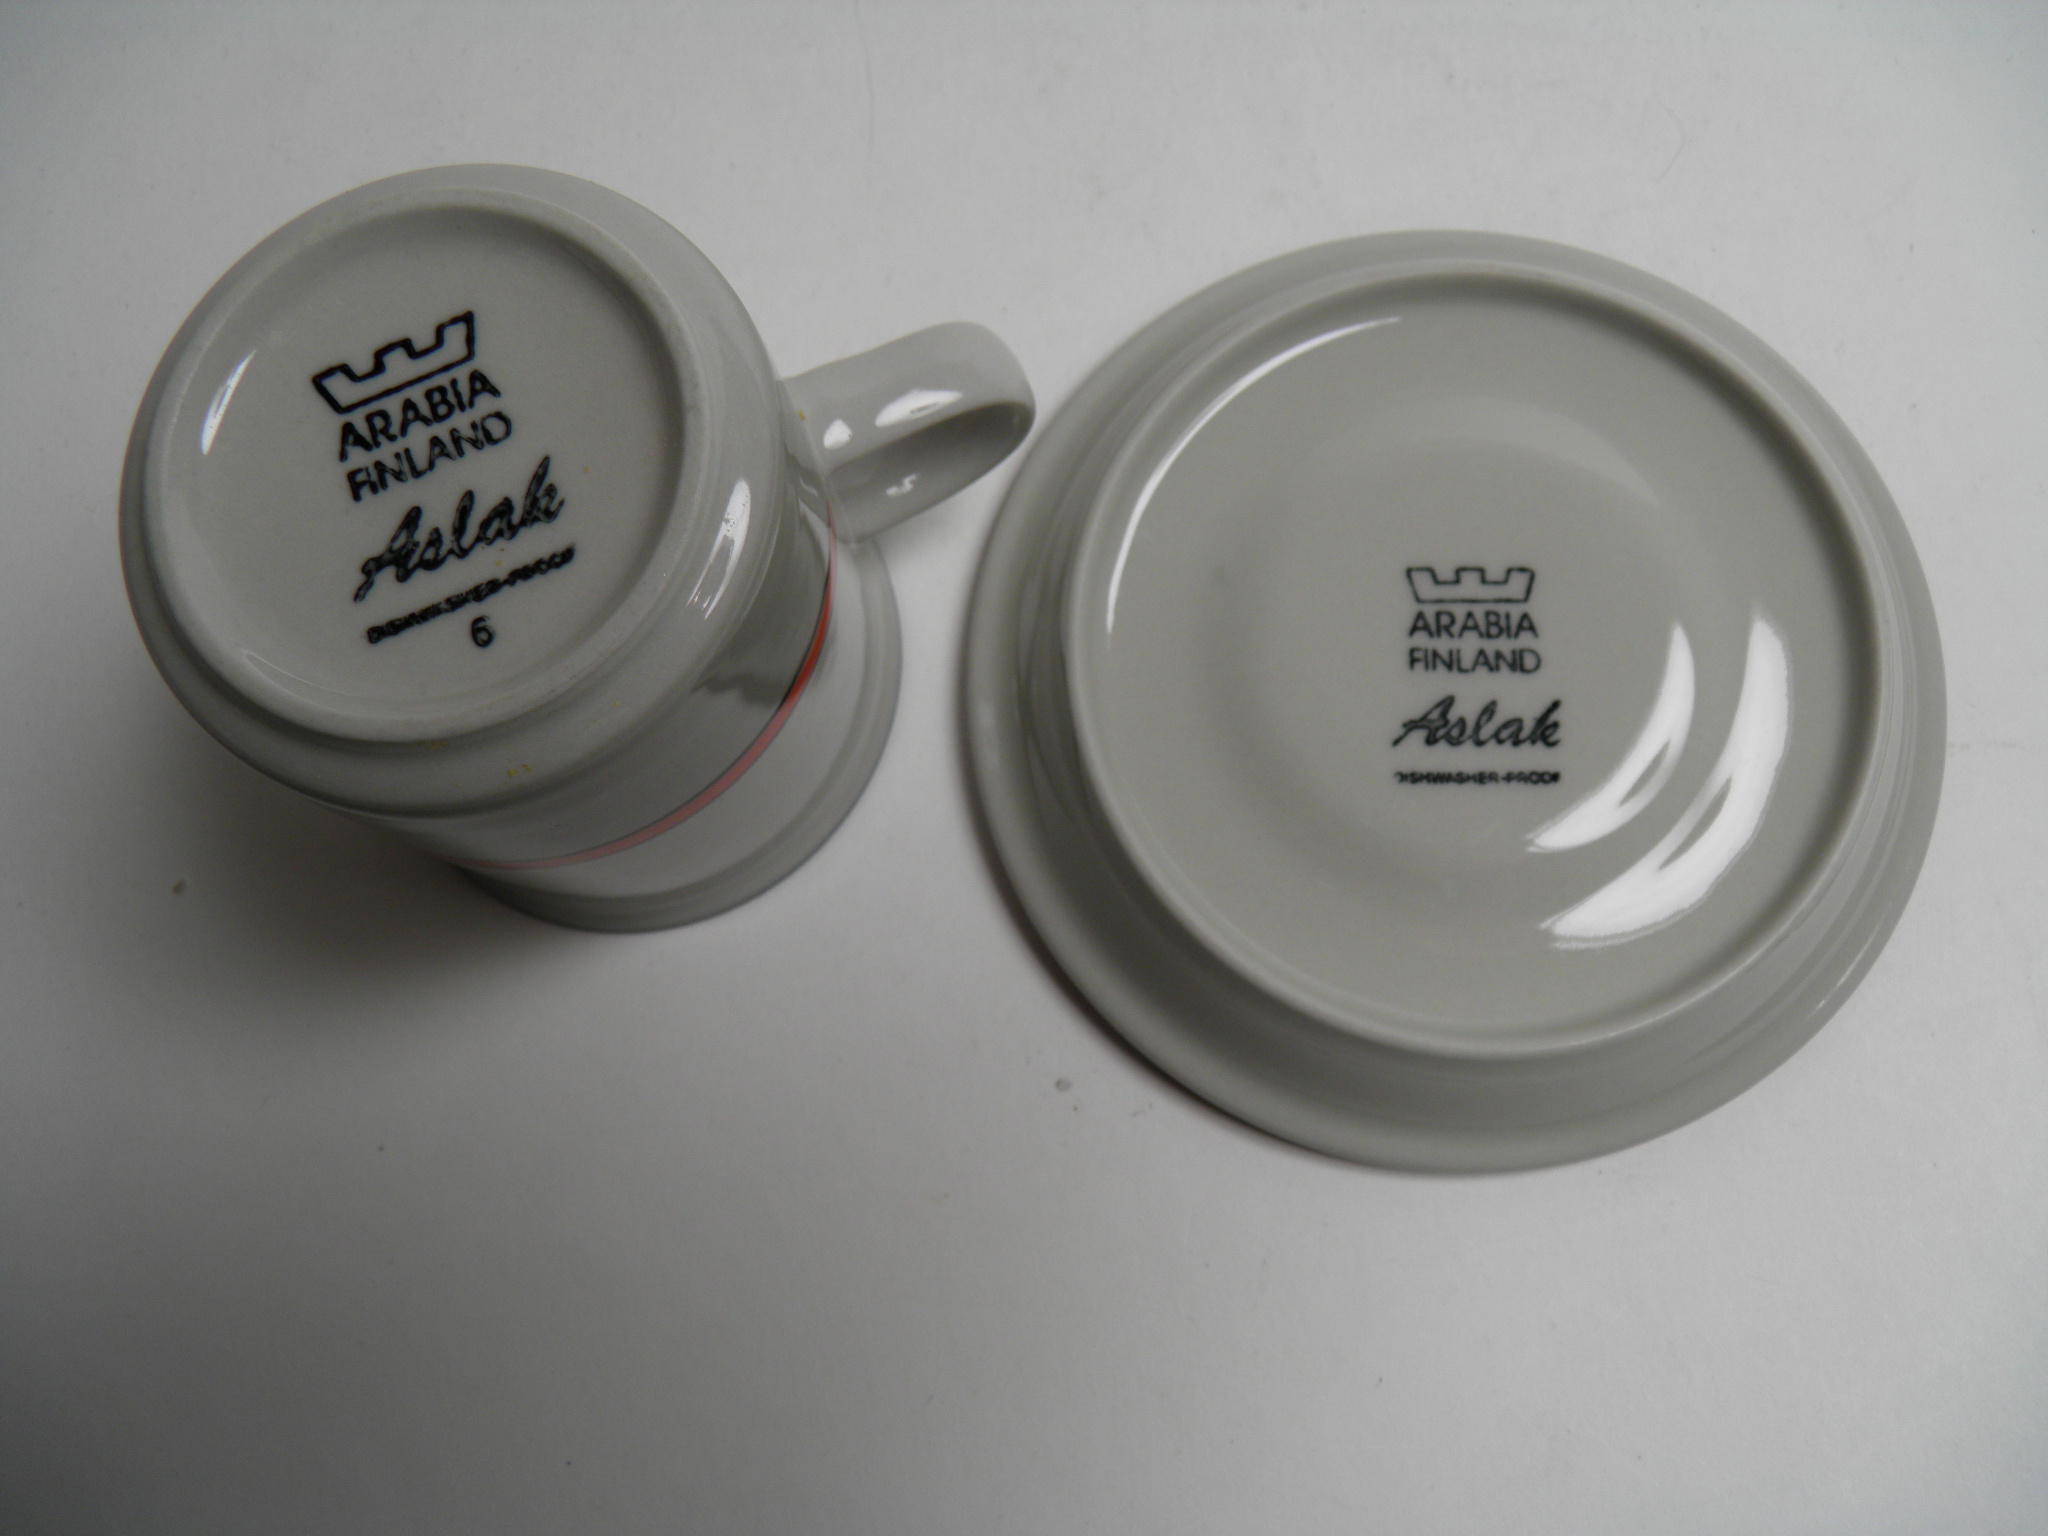 ARABIA
FINLAND
Aslak
DISHWASHER-PROOF
6
ARABIA
FINLAND
Aslak
DISHWASHER-PROOF